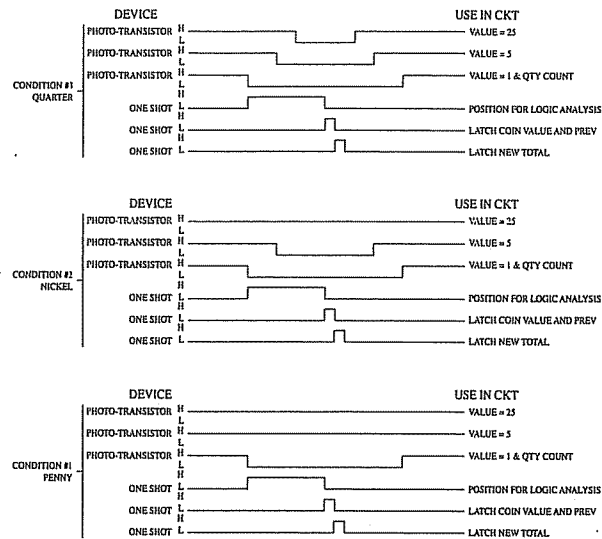 DEVICE USE IN CKT
PHOTO-TRANSISTOR H L VALUE = 25
PHOTO-TRANSISTOR H L VALUE = 5
PHOTO-TRANSISTOR H L VALUE = 1 & QTY COUNT
CONDITION #3
QUARTER
ONE SHOT H L POSITION FOR LOGIC ANALYSIS
ONE SHOT H L LATCH COIN VALUE AND PREV
ONE SHOT H L LATCH NEW TOTAL
DEVICE USE IN CKT
PHOTO-TRANSISTOR H L VALUE = 25
PHOTO-TRANSISTOR H L VALUE = 5
PHOTO-TRANSISTOR H L VALUE = 1 & QTY COUNT
CONDITION #2
NICKEL
ONE SHOT H L POSITION FOR LOGIC ANALYSIS
ONE SHOT H L LATCH COIN VALUE AND PREV
ONE SHOT H L LATCH NEW TOTAL
DEVICE USE IN CKT
PHOTO-TRANSISTOR H L VALUE = 25
PHOTO-TRANSISTOR H L VALUE = 5
PHOTO-TRANSISTOR H L VALUE = 1 & QTY COUNT
CONDITION #1
PENNY
ONE SHOT H L POSITION FOR LOGIC ANALYSIS
ONE SHOT H L LATCH COIN VALUE AND PREV
ONE SHOT H L LATCH NEW TOTAL